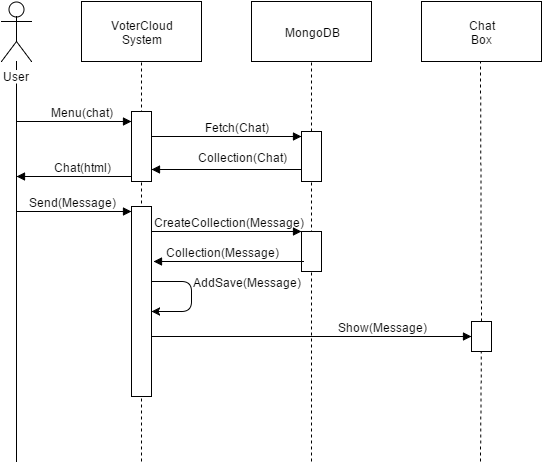 VoterCloud
System
MongoDB
Chat
Box
User
Menu(chat)
Fetch(Chat)
Collection(Chat)
Chat(html)
Send(Message)
CreateCollection(Message)
Collection(Message)
AddSave(Message)
Show(Message)